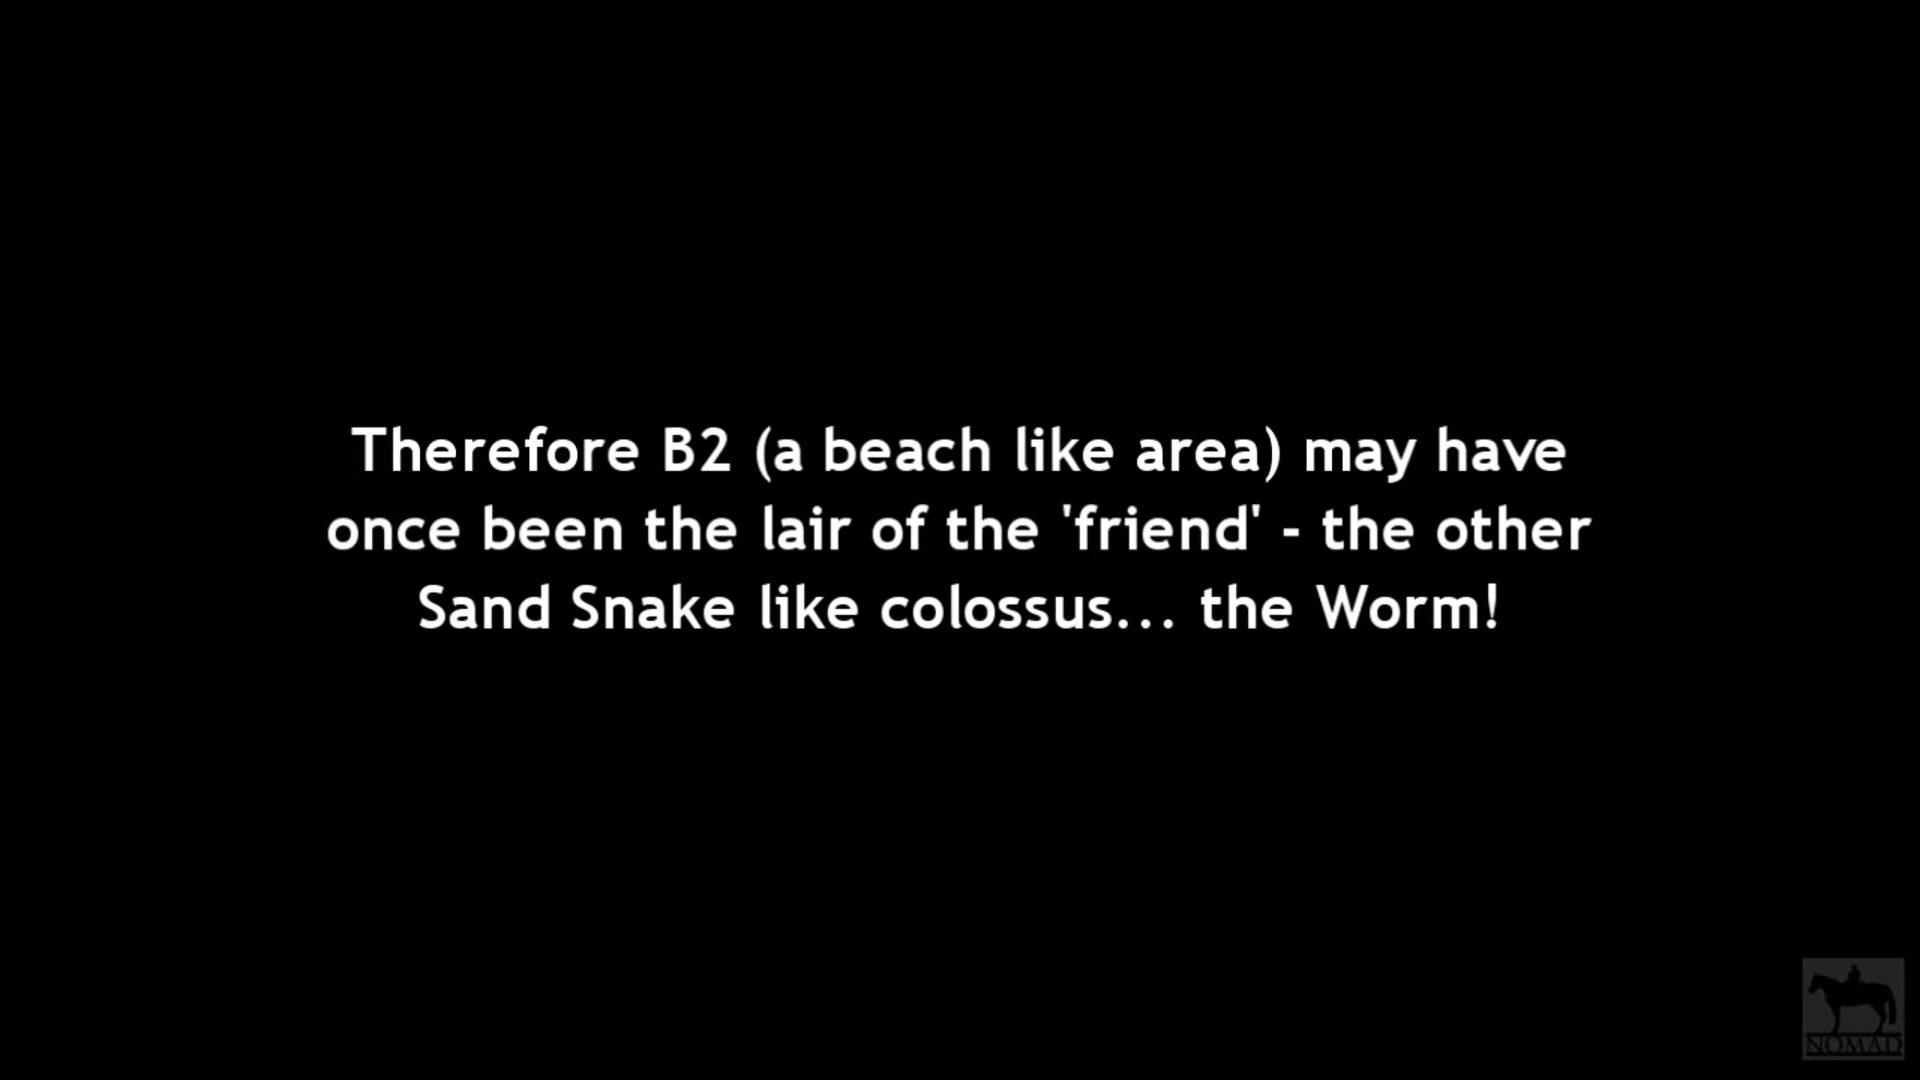 Therefore B2 (a beach like area) may have
once been the lair of the 'friend' - the other
Sand Snake like colossus... the Worm!
NOMAD